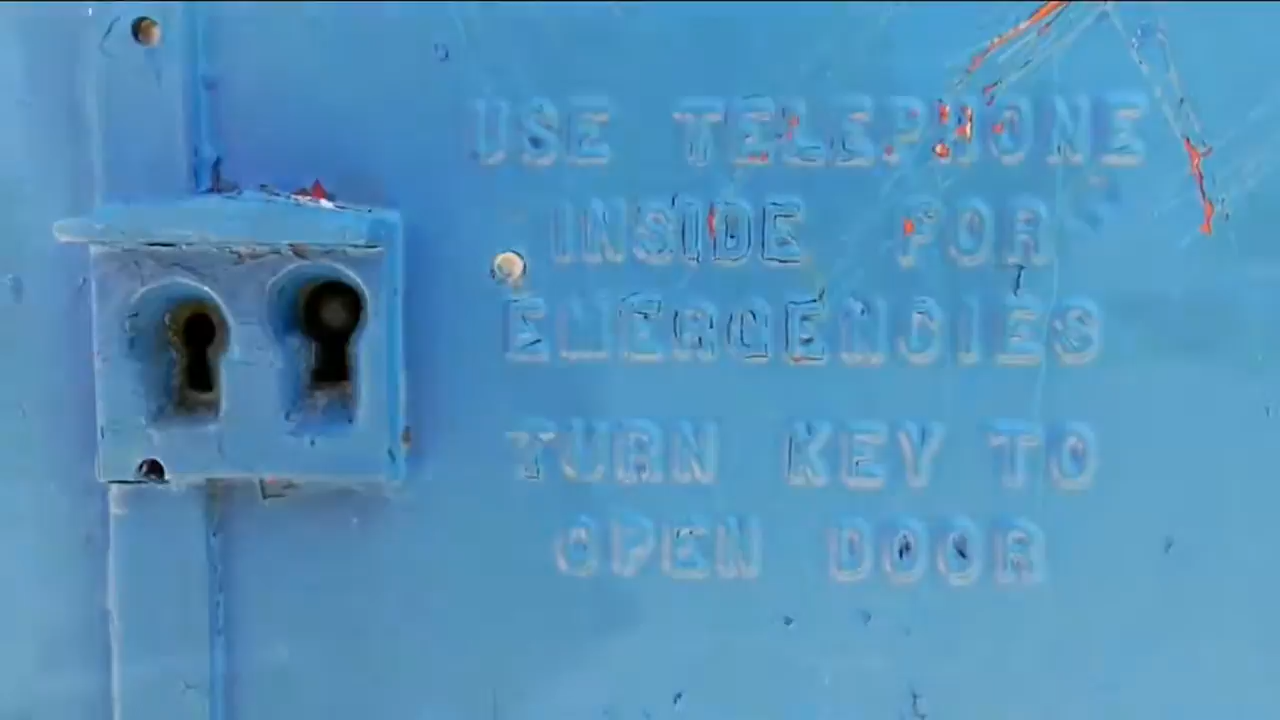 USE TELEPHONE
INSIDE FOR
EMERGENCIES
TURN KEY TO
OPEN DOOR